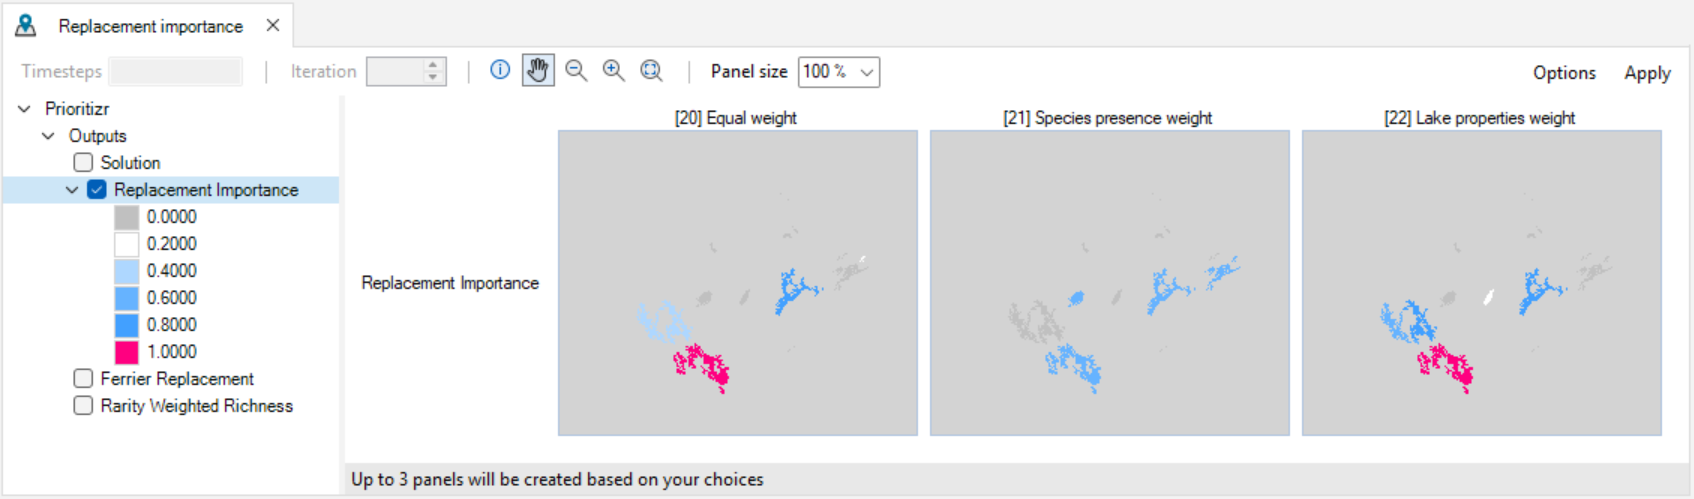 Replacement importance
Timesteps
Iteration
Panel size 100 %
Options
Apply
Prioritizr
Outputs
Solution
Replacement Importance
0.0000
0.2000
0.4000
0.6000
0.8000
1.0000
Ferrier Replacement
Rarity Weighted Richness
[20] Equal weight
[21] Species presence weight
[22] Lake properties weight
Replacement Importance
Up to 3 panels will be created based on your choices